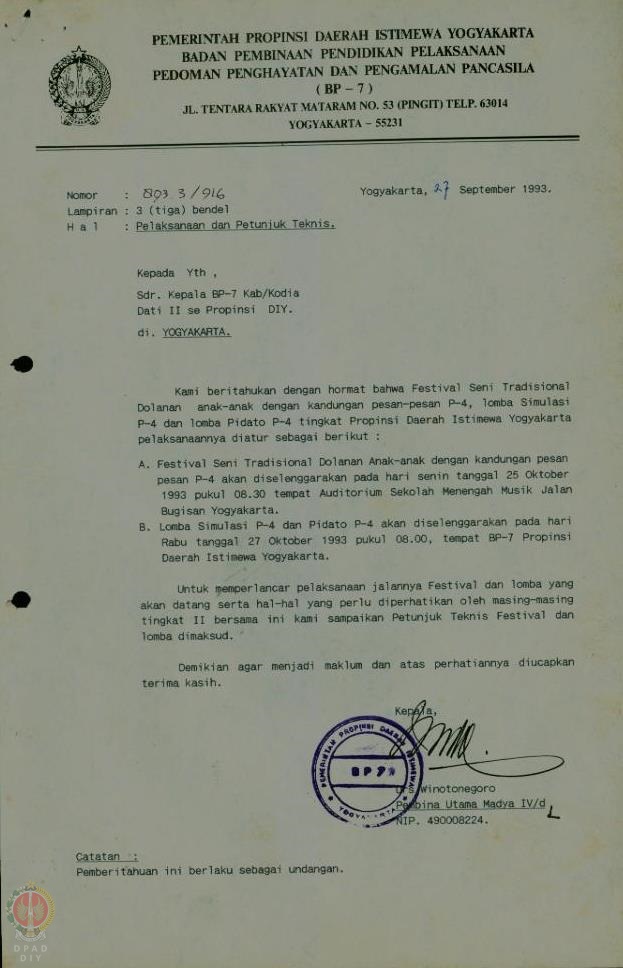 PEMERINTAH PROPINSI DAERAH ISTIMEWA YOGYAKARTA
BADAN PEMBINAAN PENDIDIKAN PELAKSANAAN
PEDOMAN PENGHAYATAN DAN PENGAMALAN PANCASILA
( BP – 7 )
JL. TENTARA RAKYAT MATARAM NO. 53 (PINGIT) TELP. 63014
YOGYAKARTA – 55231
Nomor : 893.3/916
Yogyakarta, 27 September 1993.
Lampiran : 3 (tiga) bendel
H a l : Pelaksanaan dan Petunjuk Teknis.
Kepada Yth ,
Sdr. Kepala BP-7 Kab/Kodia
Dati II se Propinsi DIY.
di. YOGYAKARTA.
Kami beritahukan dengan hormat bahwa Festival Seni Tradisional
Dolanan anak-anak dengan kandungan pesan-pesan P-4, lomba Simulasi
P-4 dan lomba Pidato P-4 tingkat Propinsi Daerah Istimewa Yogyakarta
pelaksanaannya diatur sebagai berikut :
A. Festival Seni Tradisional Dolanan Anak-anak dengan kandungan pesan
pesan P-4 akan diselenggarakan pada hari senin tanggal 25 Oktober
1993 pukul 08.30 tempat Auditorium Sekolah Menengah Musik Jalan
Bugisan Yogyakarta.
B. Lomba Simulasi P-4 dan Pidato P-4 akan diselenggarakan pada hari
Rabu tanggal 27 Oktober 1993 pukul 08.00, tempat BP-7 Propinsi
Daerah Istimewa Yogyakarta.
Untuk memperlancar pelaksanaan jalannya Festival dan lomba yang
akan datang serta hal-hal yang perlu diperhatikan oleh masing-masing
tingkat II bersama ini kami sampaikan Petunjuk Teknis Festival dan
lomba dimaksud.
Demikian agar menjadi maklum dan atas perhatiannya diucapkan
terima kasih.
Kepala,
PEMERINTAH PROPINSI DAERAH ISTIMEWA
BP 7
YOGYAKARTA
Drs Winotonegoro
Pembina Utama Madya IV/d
NIP. 490008224.
Catatan :
Pemberitahuan ini berlaku sebagai undangan.
DPAD
DIY